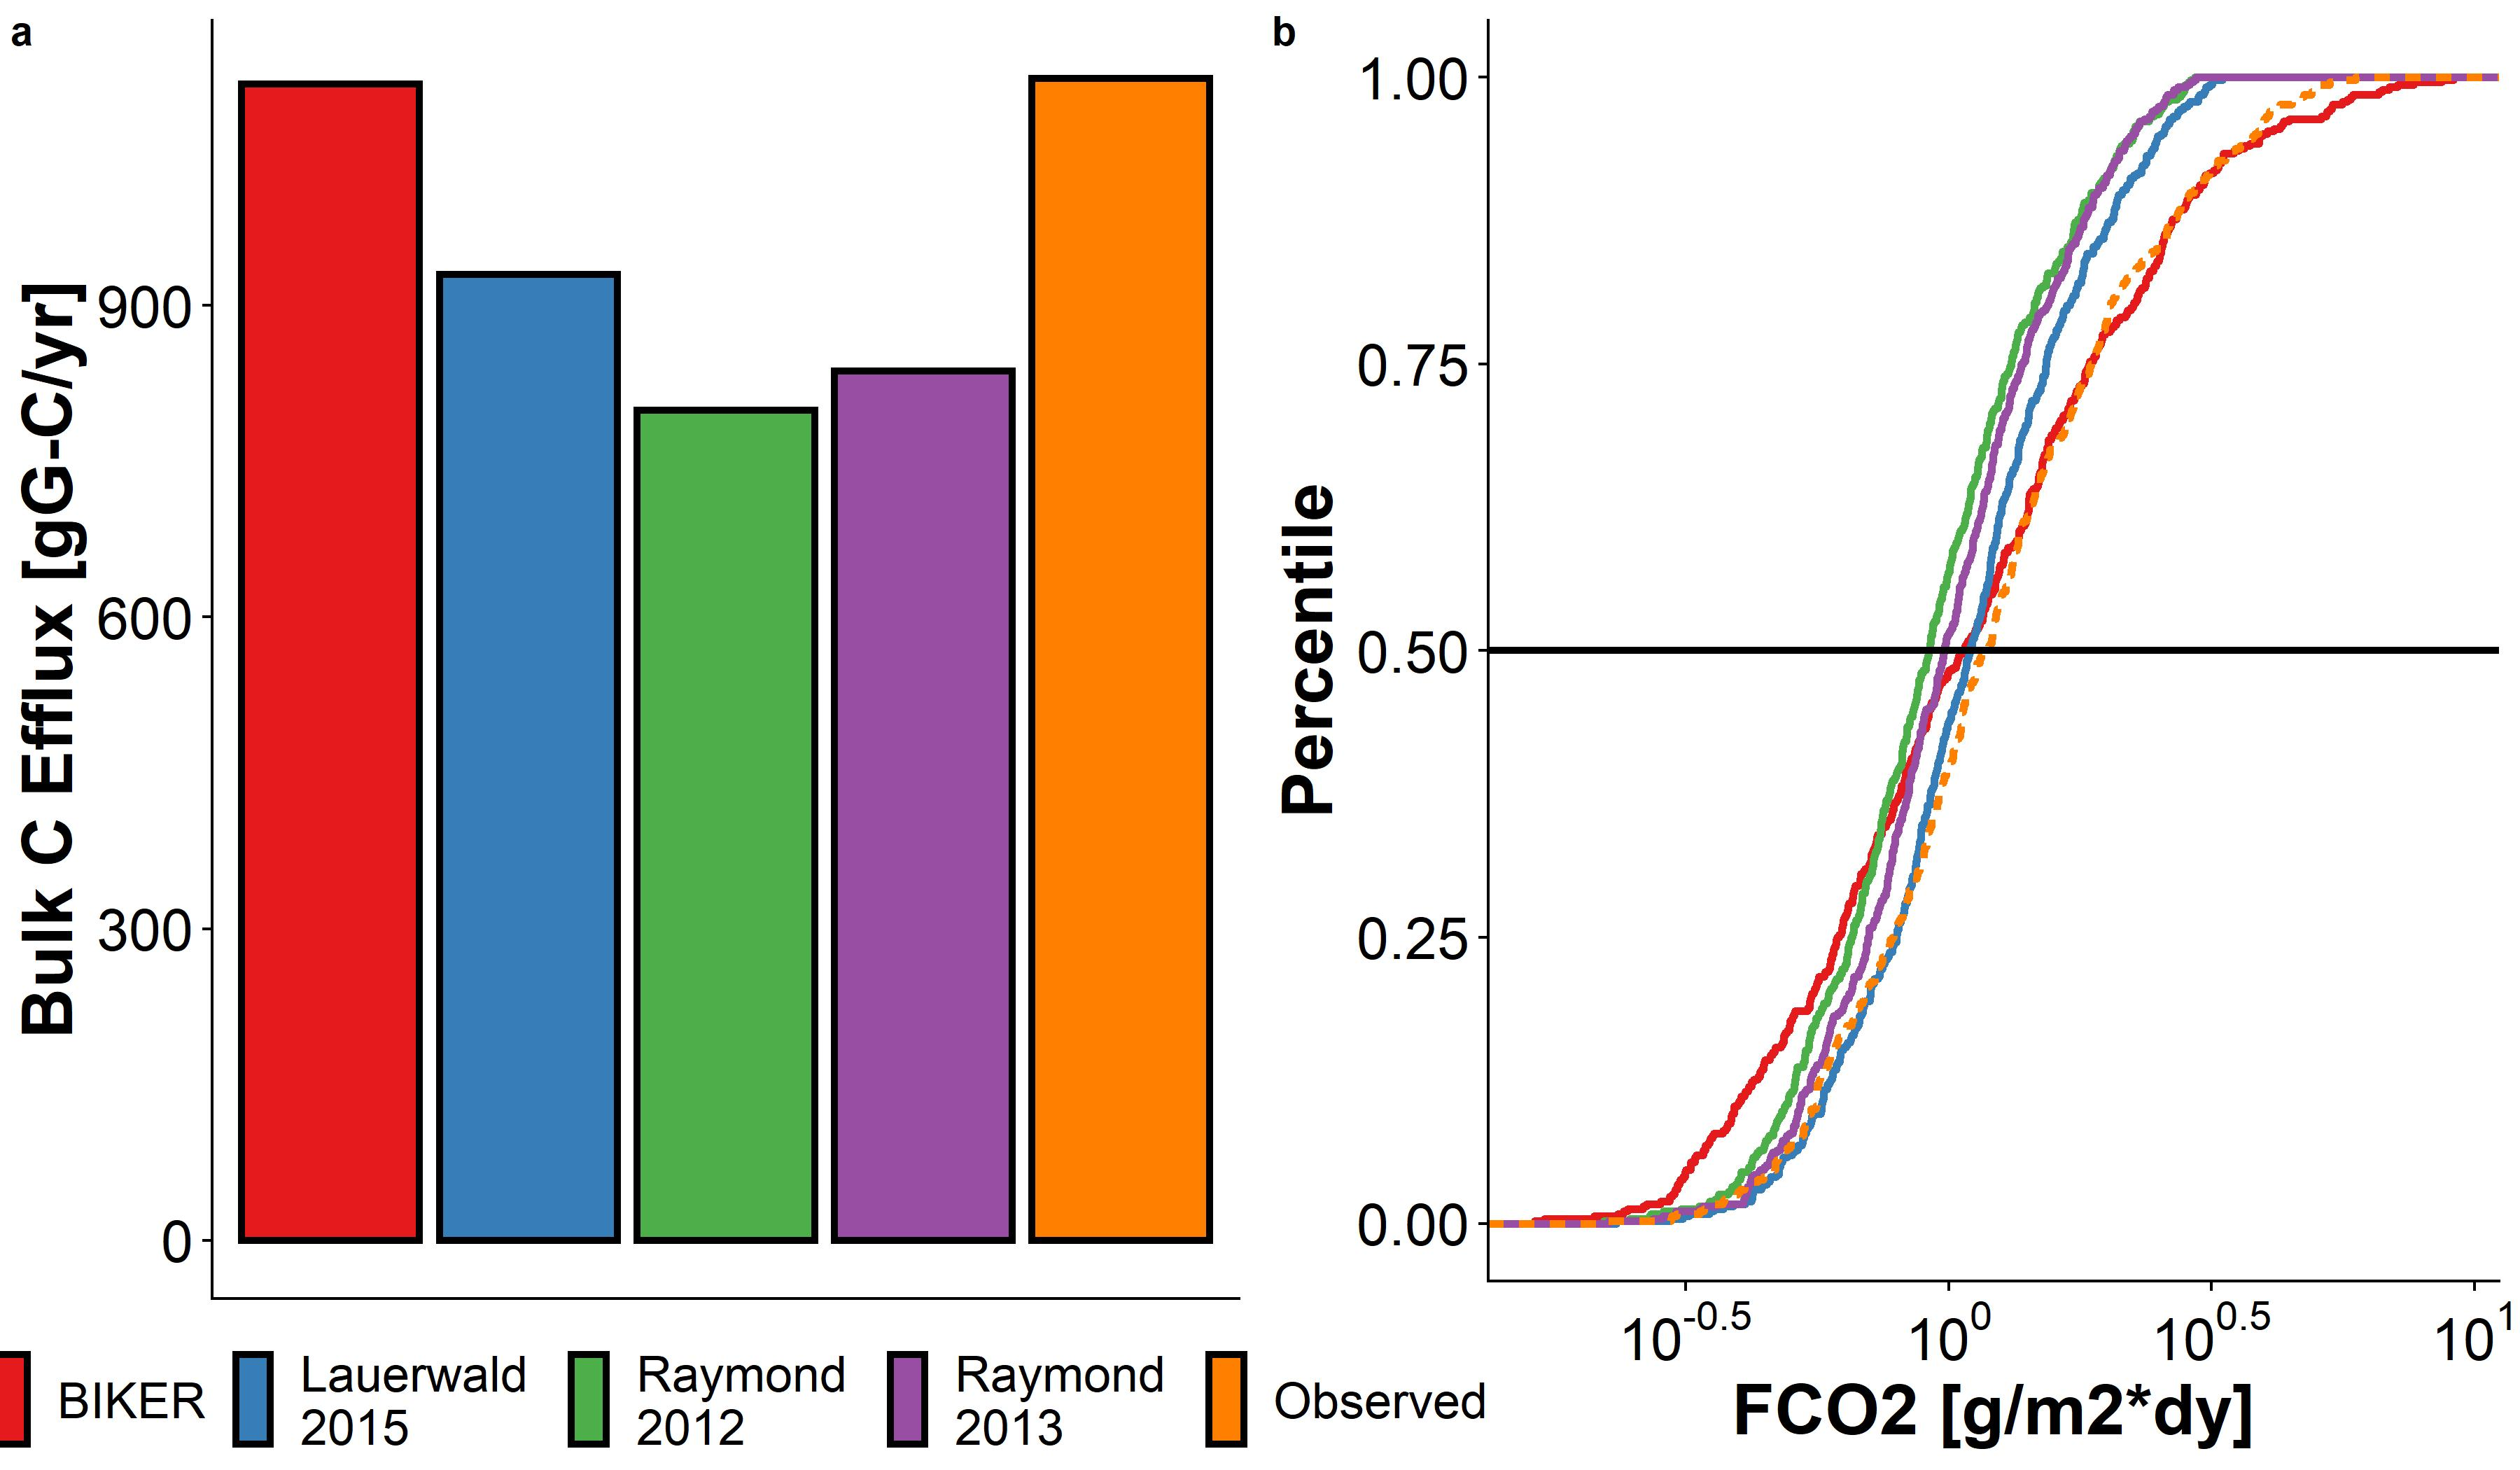 a
Bulk C Efflux [gG-C/yr]
900
600
300
0
BIKER
Lauerwald
2015
Raymond
2012
Raymond
2013
Observed
b
Percentile
1.00
0.75
0.50
0.25
0.00
10^-0.5
10^0
10^0.5
10^1
FCO2 [g/m2*dy]